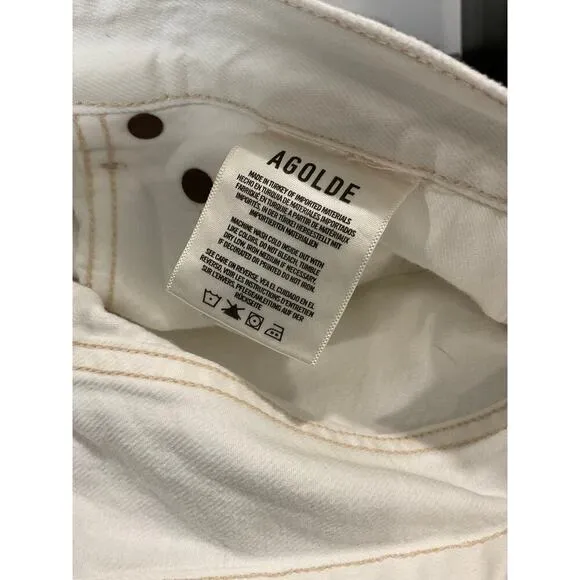 AGOLDE
MADE IN TURKEY OF IMPORTED MATERIALS
HECHO EN TURQUIA DE MATERIALES IMPORTADOS
FABRIQUÉ EN TURQUIE A PARTIR DE MATERIAUX
IMPORTES, IN DER TÜRKEI HERGESTELLT MIT
IMPORTIERTEN MATERIALIEN
MACHINE WASH COLD INSIDE OUT WITH
LIKE COLORS, DO NOT BLEACH, TUMBLE
DRY LOW, IRON MEDIUM IF NECESSARY.
IF DECORATED OR PRINTED DO NOT IRON.
SEE CARE ON REVERSE. VEA EL CUIDADO EN EL
REVERSO, VOIR LES INSTRUCTIONS D'ENTRETIEN
SUR L'ENVERS. PFLEGEANLEITUNG AUF DER
RÜCKSEITE